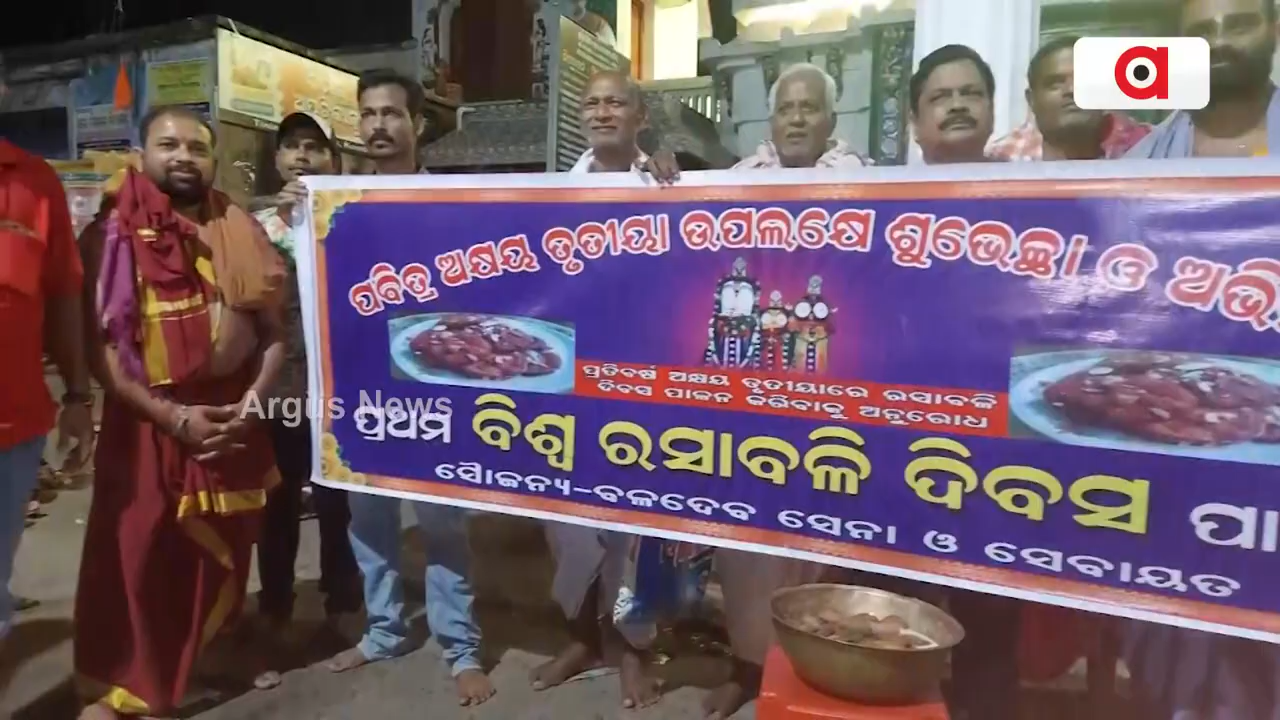 ପବିତ୍ର ଅକ୍ଷୟ ତୃତୀୟା ଉପଲକ୍ଷେ ଶୁଭେଚ୍ଛା ଓ ଅଭି
ପ୍ରତିବର୍ଷ ଅକ୍ଷୟ ତୃତୀୟାରେ ରସାବଳି
ଦିବସ ପାଳନ କରିବାକୁ ଅନୁରୋଧ
ପ୍ରଥମ ବିଶ୍ୱ ରସାବଳି ଦିବସ ପା
ସୌଜନ୍ୟ-ବଳଦେବ ସେନା ଓ ସେବାୟତ
Argus News
a